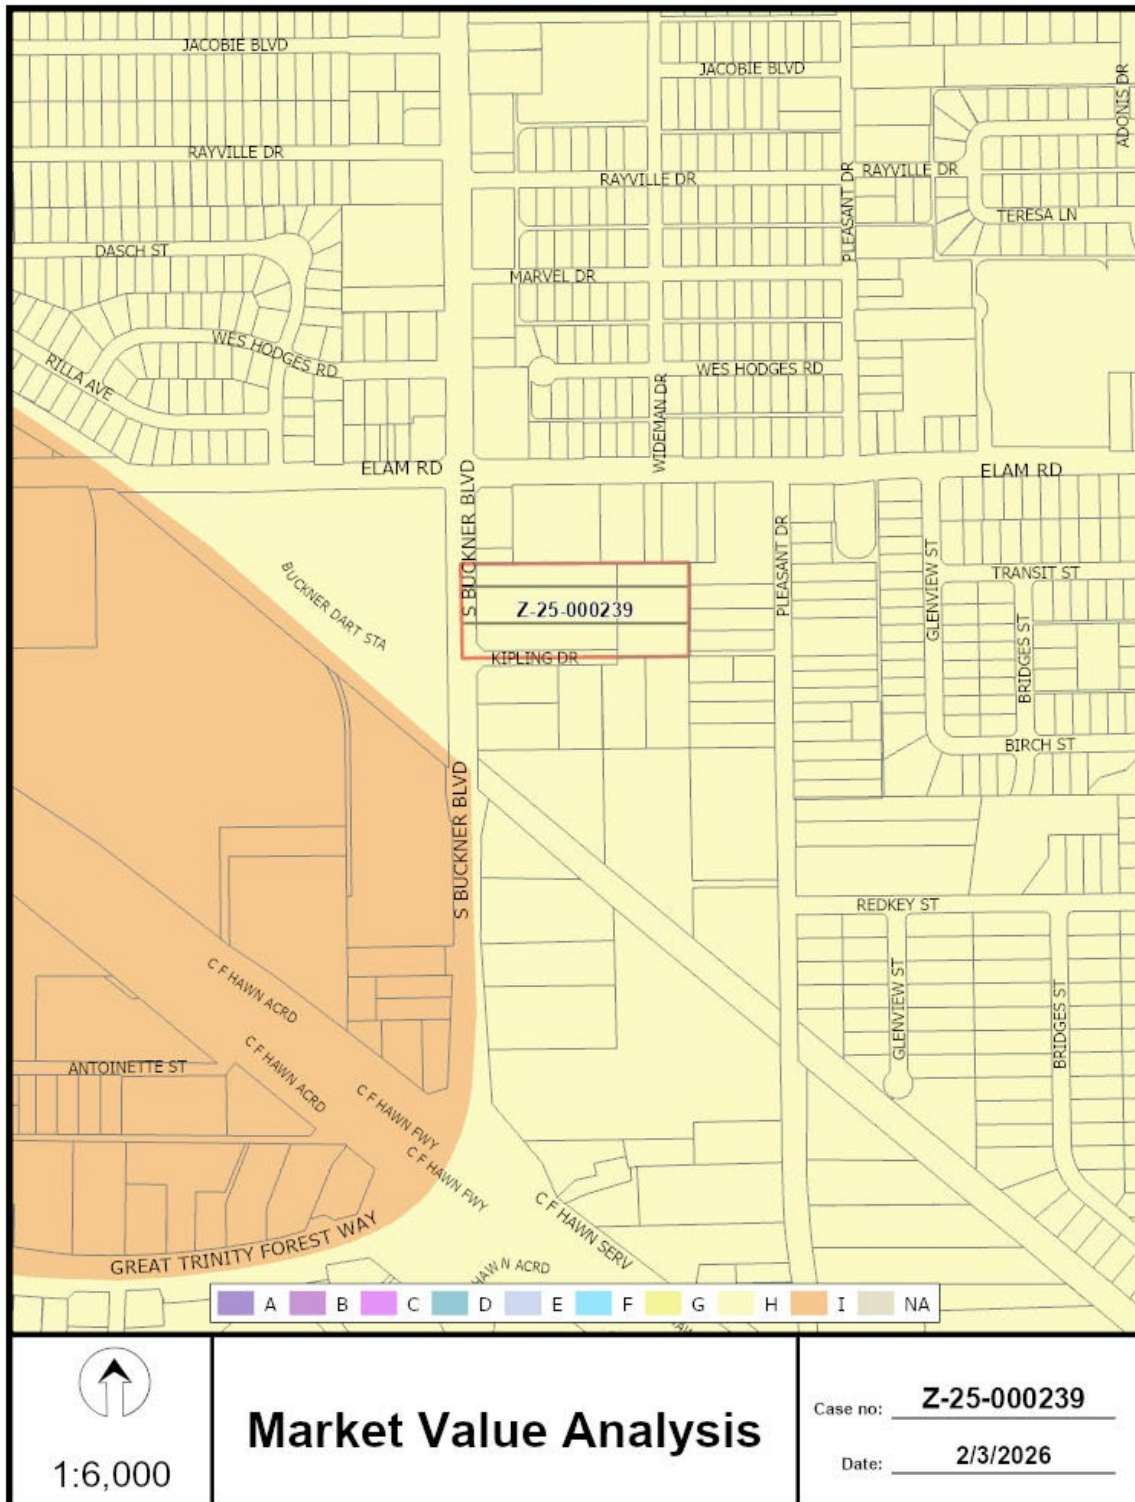 JACOBIE BLVD
JACOBIE BLVD
ADONIS DR
RAYVILLE DR
RAYVILLE DR
PLEASANT DR
RAYVILLE DR
TERESA LN
DASCH ST
MARVEL DR
WES HODGES RD
RILLA AVE
WES HODGES RD
WIDEMAN DR
ELAM RD
ELAM RD
S BUCKNER BLVD
PLEASANT DR
GLENVIEW ST
TRANSIT ST
BUCKNER DART STA
Z-25-000239
KIPLING DR
BRIDGES ST
BIRCH ST
S BUCKNER BLVD
REDKEY ST
C F HAWN ACRD
GLENVIEW ST
BRIDGES ST
ANTOINETTE ST
C F HAWN ACRD
C F HAWN FWY
C F HAWN FWY
C F HAWN SERV
GREAT TRINITY FOREST WAY
HAWN ACRD
A B C D E F G H I NA
1:6,000
Market Value Analysis
Case no: Z-25-000239
Date: 2/3/2026